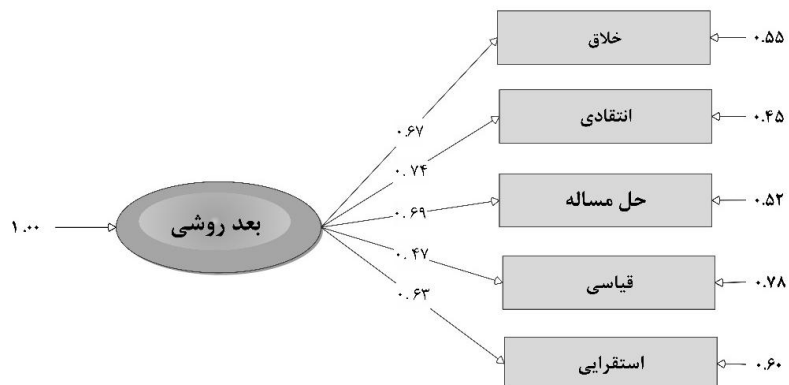 خلاق
۰.۵۵
۰.۶۷
انتقادی
۰.۴۵
۰.۷۴
حل مساله
۰.۵۲
۰.۶۹
بعد روشی
۱.۰۰
قیاسی
۰.۷۸
۰.۴۷
استقرایی
۰.۶۰
۰.۶۳